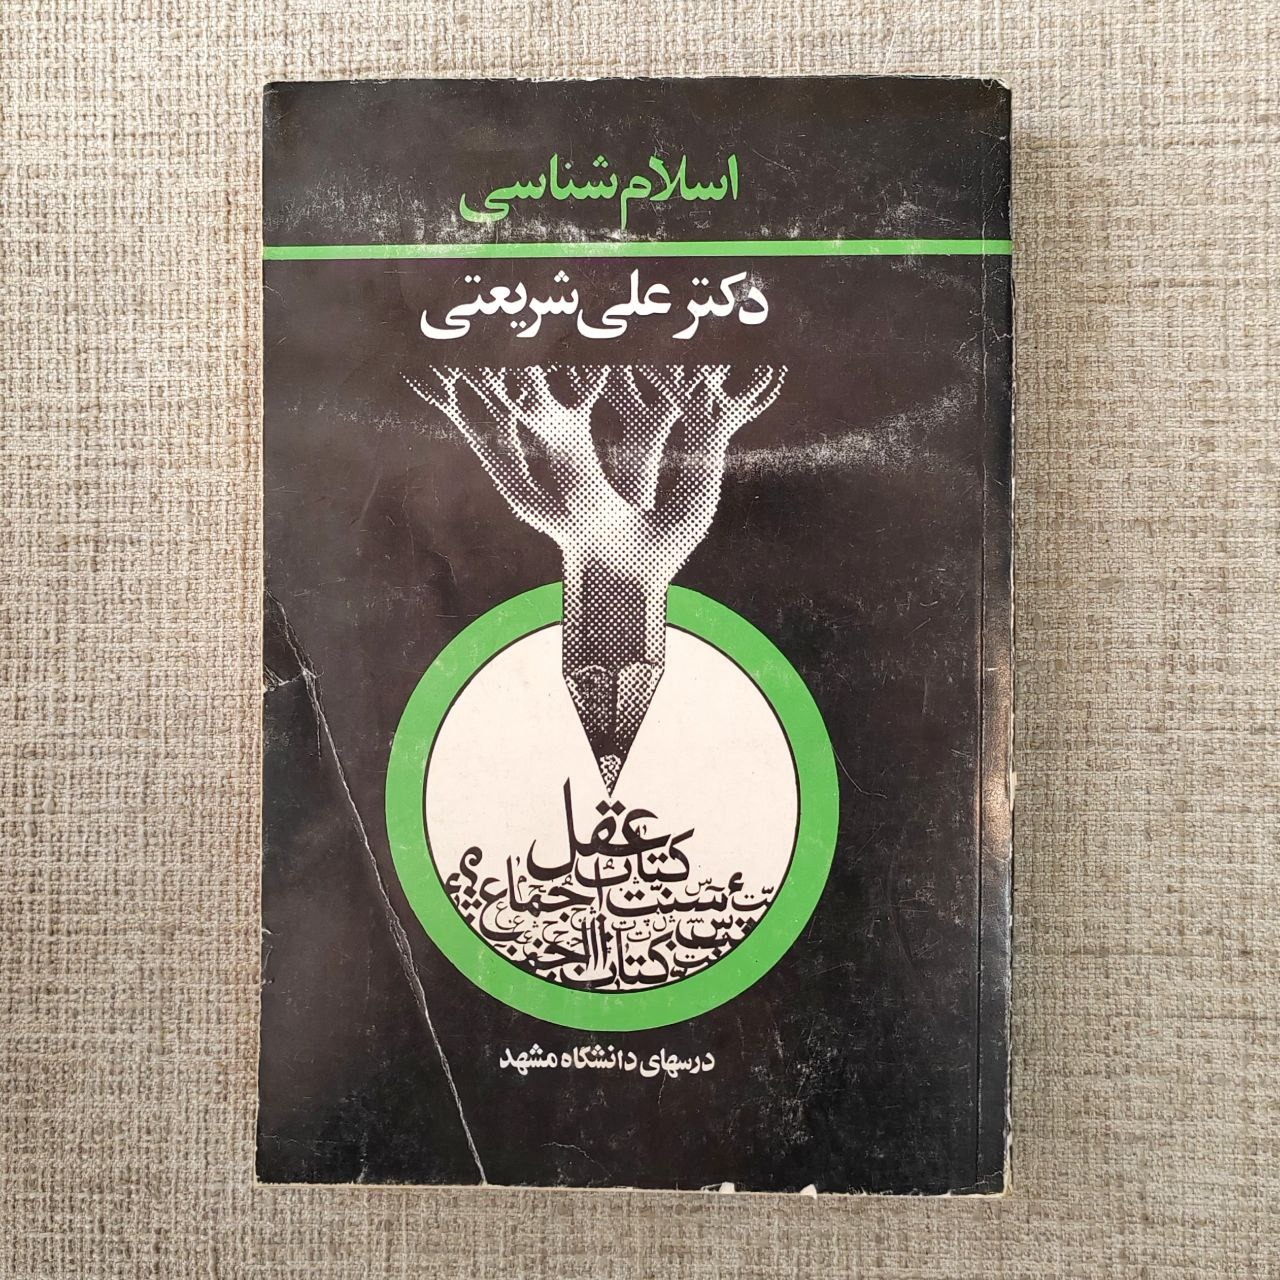 اسلام‌شناسی
دکتر علی شریعتی
عقل
کتاب
سنت اجماع
کتاب
درسهای دانشگاه مشهد